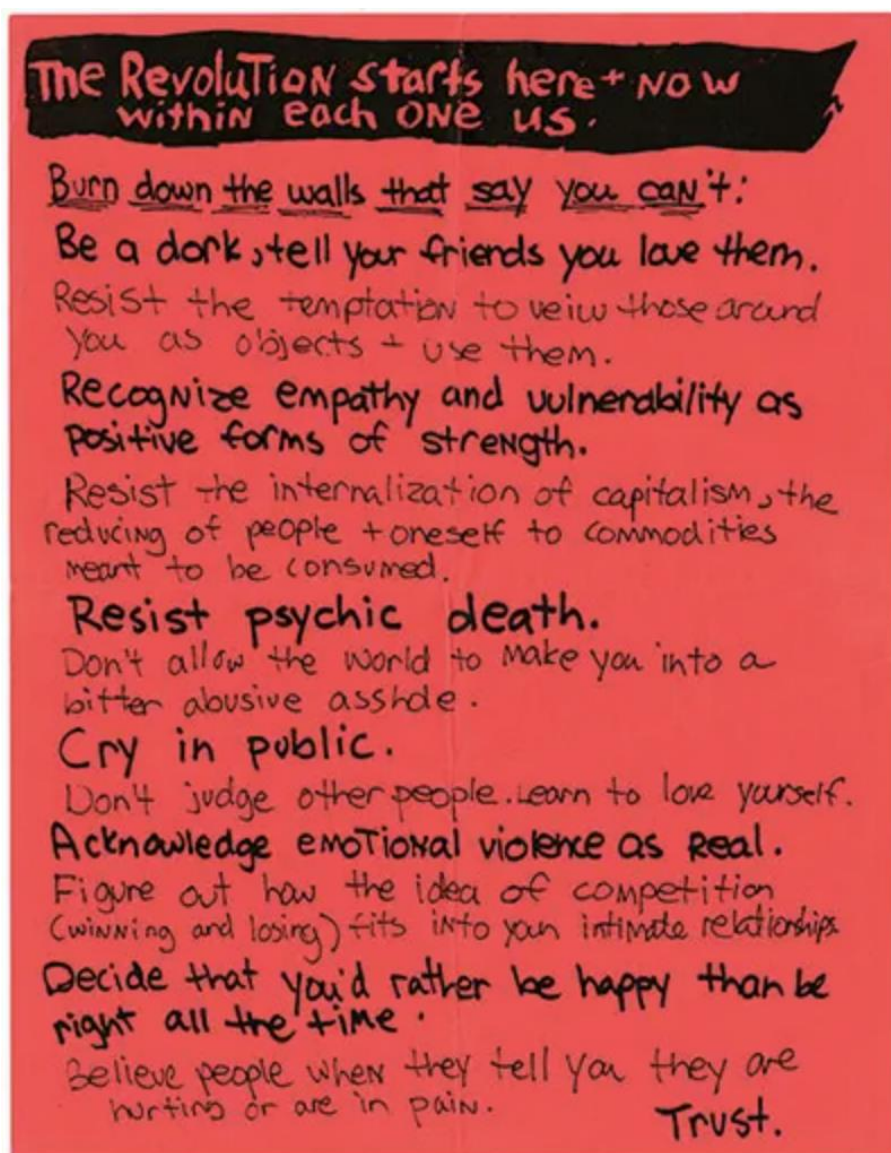 The Revolution starts here + now
within each one us.
Burn down the walls that say you can't:
Be a dork, tell your friends you love them.
Resist the temptation to veiw those around
you as objects + use them.
Recognize empathy and vulnerability as
positive forms of strength.
Resist the internalization of capitalism, the
reducing of people + oneself to commodities
meant to be consumed.
Resist psychic death.
Don't allow the world to make you into a
bitter abusive asshole.
Cry in public.
Don't judge other people. Learn to love yourself.
Acknowledge emotional violence as real.
Figure out how the idea of competition
(winning and losing) fits into your intimate relationships.
Decide that you'd rather be happy than be
right all the time.
Believe people when they tell you they are
hurting or are in pain.
Trust.